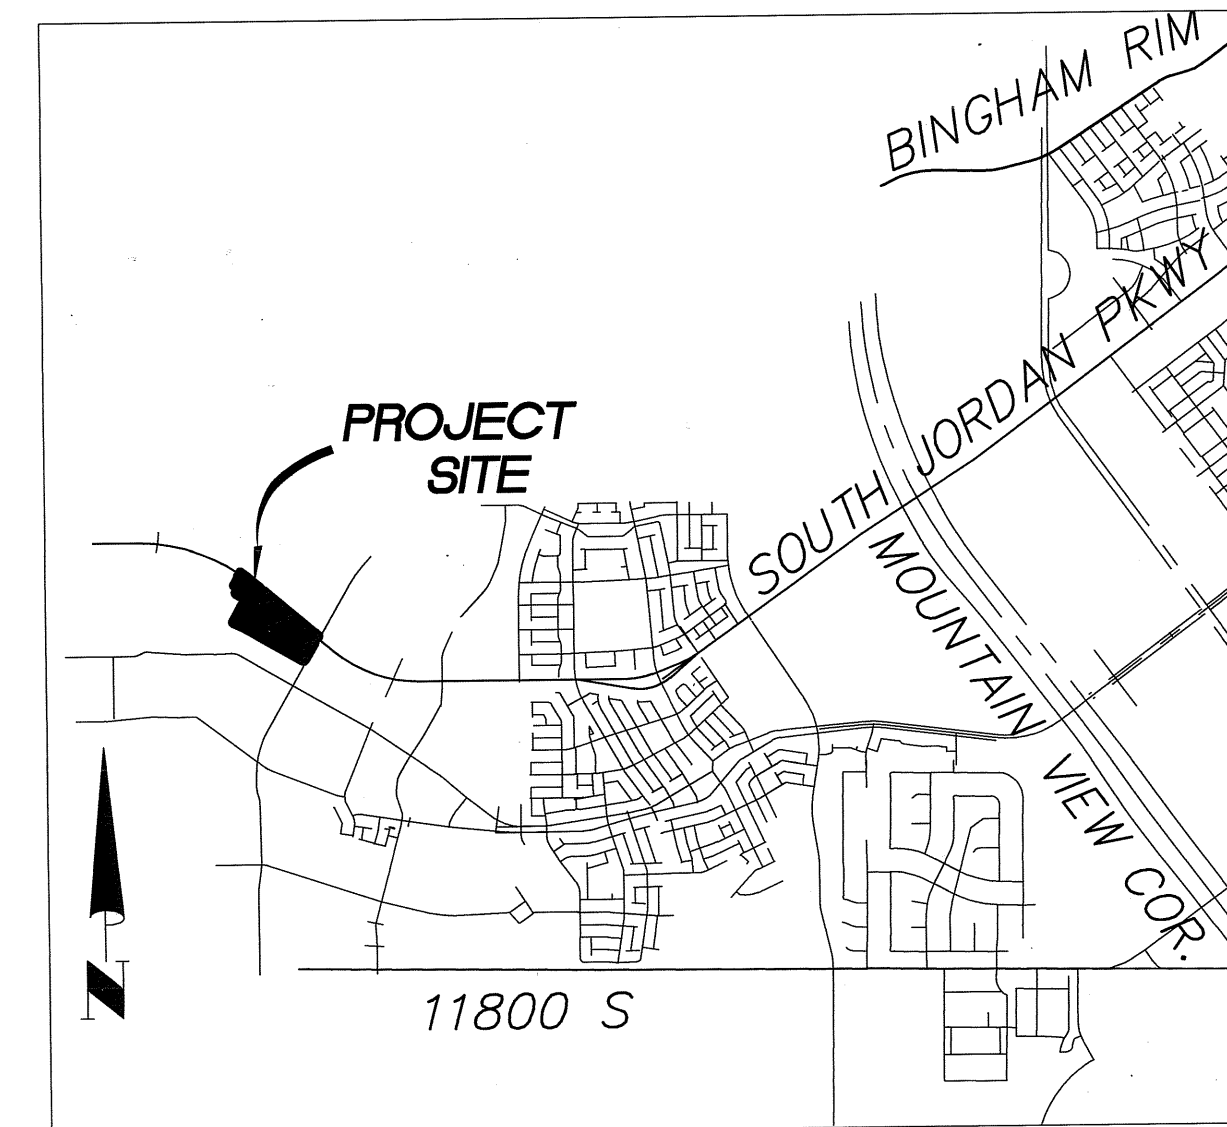 BINGHAM RIM
SOUTH JORDAN PKWY
PROJECT
SITE
MOUNTAIN VIEW COR.
N
11800 S